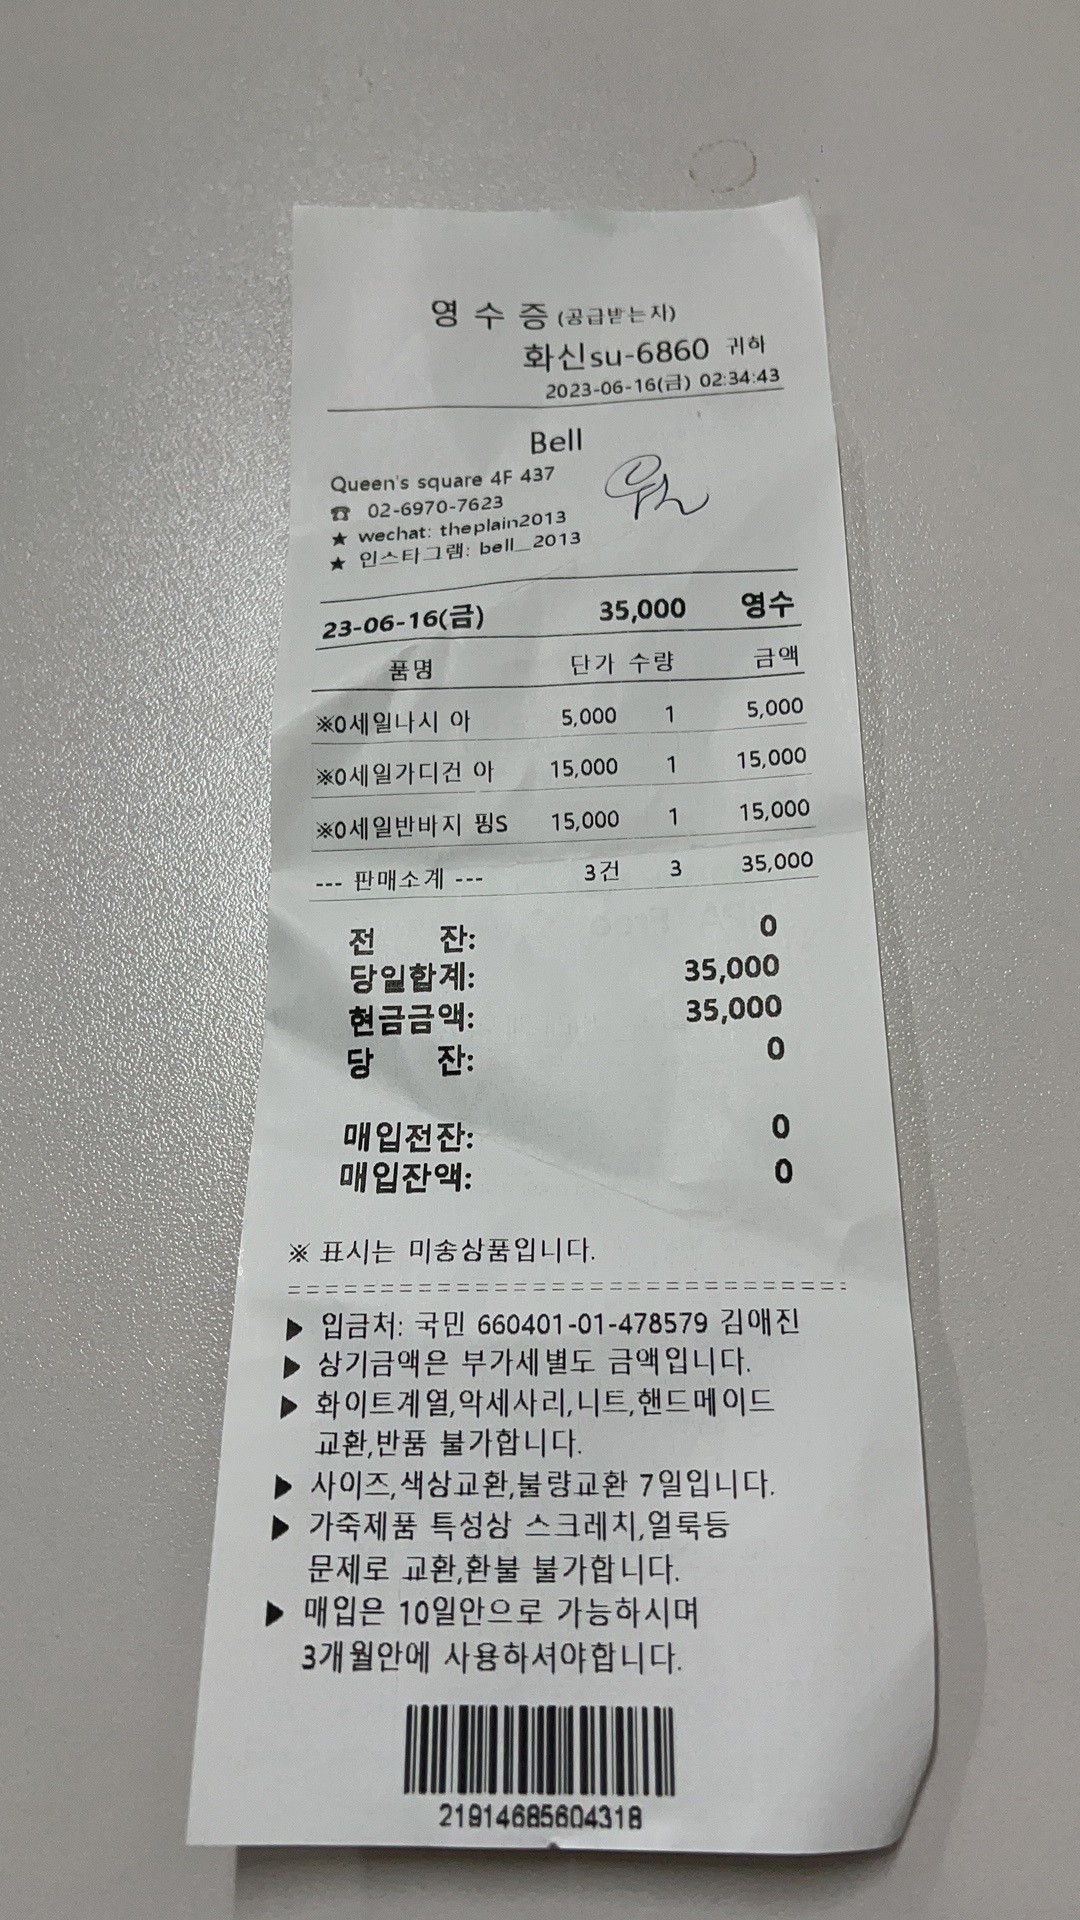 영 수 증 (공급받는자)
화신su-6860 귀하
2023-06-16(금) 02:34:43
Bell
Queen's square 4F 437
☎ 02-6970-7623
★ wechat: theplain2013
★ 인스타그램: bell_2013
23-06-16(금) 35,000 영수
품명 단가 수량 금액
※0세일나시 아 5,000 1 5,000
※0세일가디건 아 15,000 1 15,000
※0세일반바지 핑S 15,000 1 15,000
--- 판매소계 --- 3건 3 35,000
전 잔: 0
당일합계: 35,000
현금금액: 35,000
당 잔: 0
매입전잔: 0
매입잔액: 0
※ 표시는 미송상품입니다.
==================================
▶ 입금처: 국민 660401-01-478579 김애진
▶ 상기금액은 부가세별도 금액입니다.
▶ 화이트계열,악세사리,니트,핸드메이드
교환,반품 불가합니다.
▶ 사이즈,색상교환,불량교환 7일입니다.
▶ 가죽제품 특성상 스크레치,얼룩등
문제로 교환,환불 불가합니다.
▶ 매입은 10일안으로 가능하시며
3개월안에 사용하셔야합니다.
21914685604318